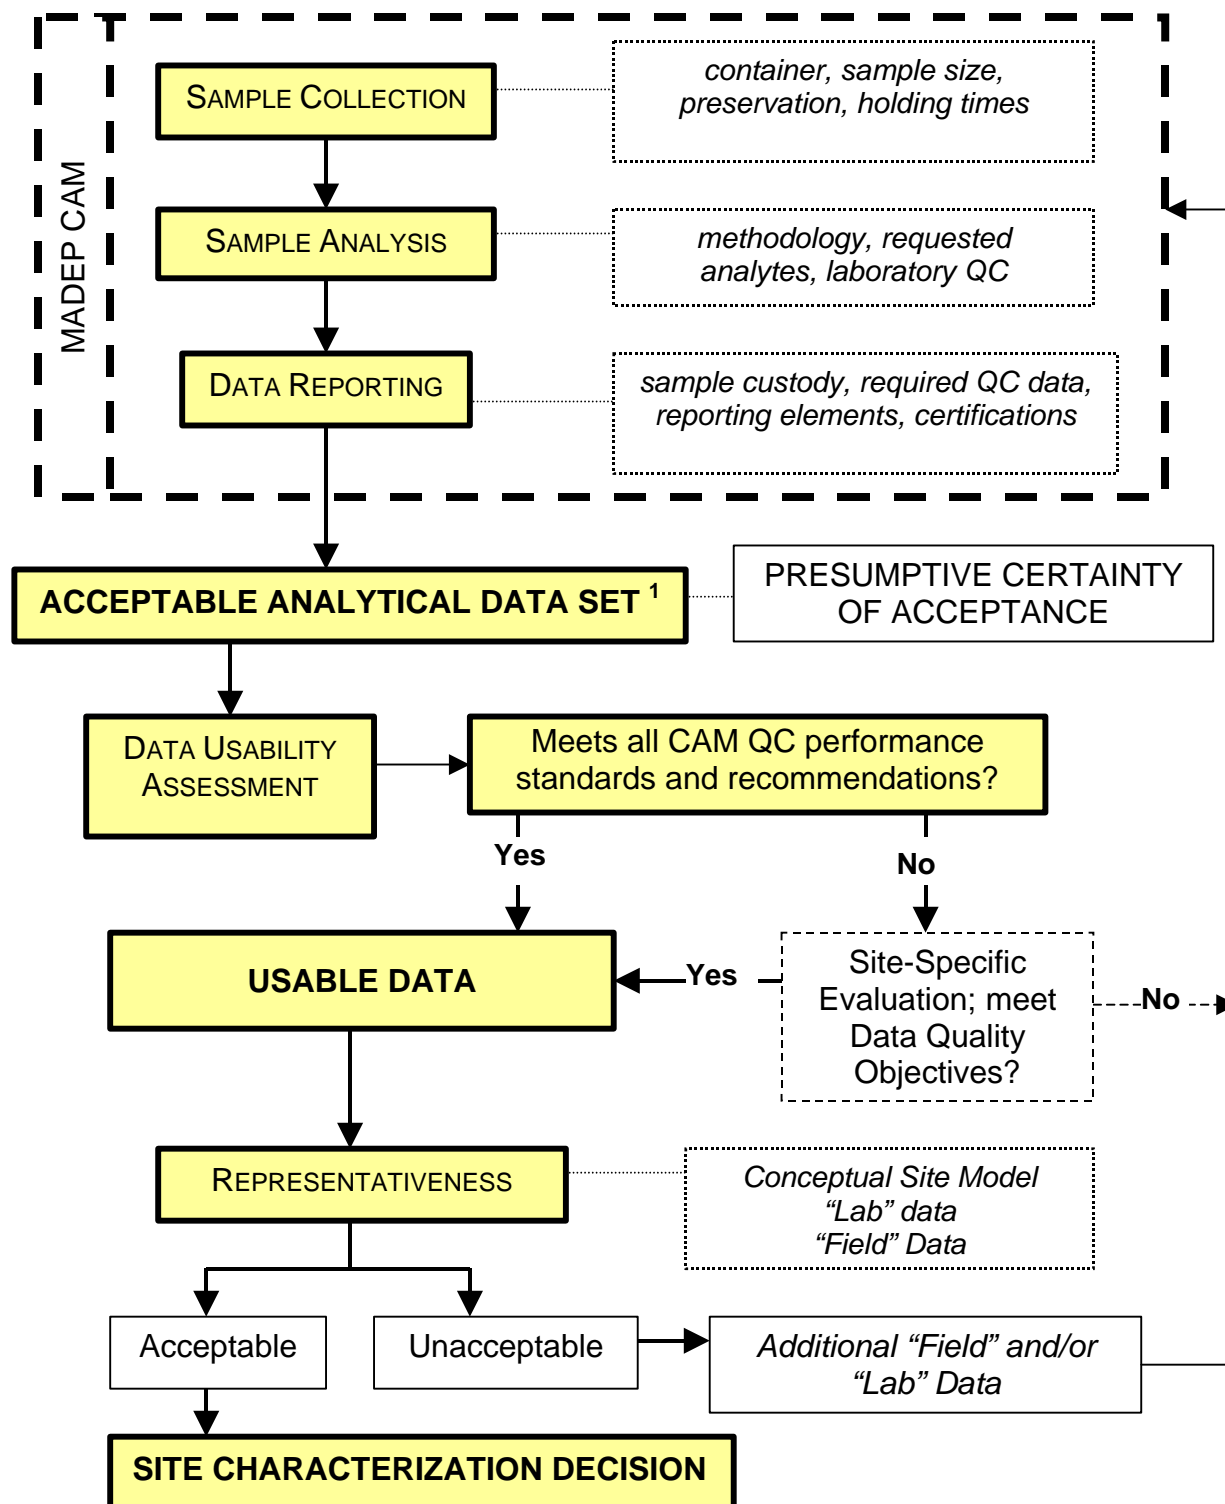 MADEP CAM
SAMPLE COLLECTION
container, sample size,
preservation, holding times
SAMPLE ANALYSIS
methodology, requested
analytes, laboratory QC
DATA REPORTING
sample custody, required QC data,
reporting elements, certifications
ACCEPTABLE ANALYTICAL DATA SET 1
PRESUMPTIVE CERTAINTY
OF ACCEPTANCE
DATA USABILITY
ASSESSMENT
Meets all CAM QC performance
standards and recommendations?
Yes
No
USABLE DATA
Yes
Site-Specific
Evaluation; meet
Data Quality
Objectives?
No
REPRESENTATIVENESS
Conceptual Site Model
“Lab” data
“Field” Data
Acceptable
Unacceptable
Additional “Field” and/or
“Lab” Data
SITE CHARACTERIZATION DECISION